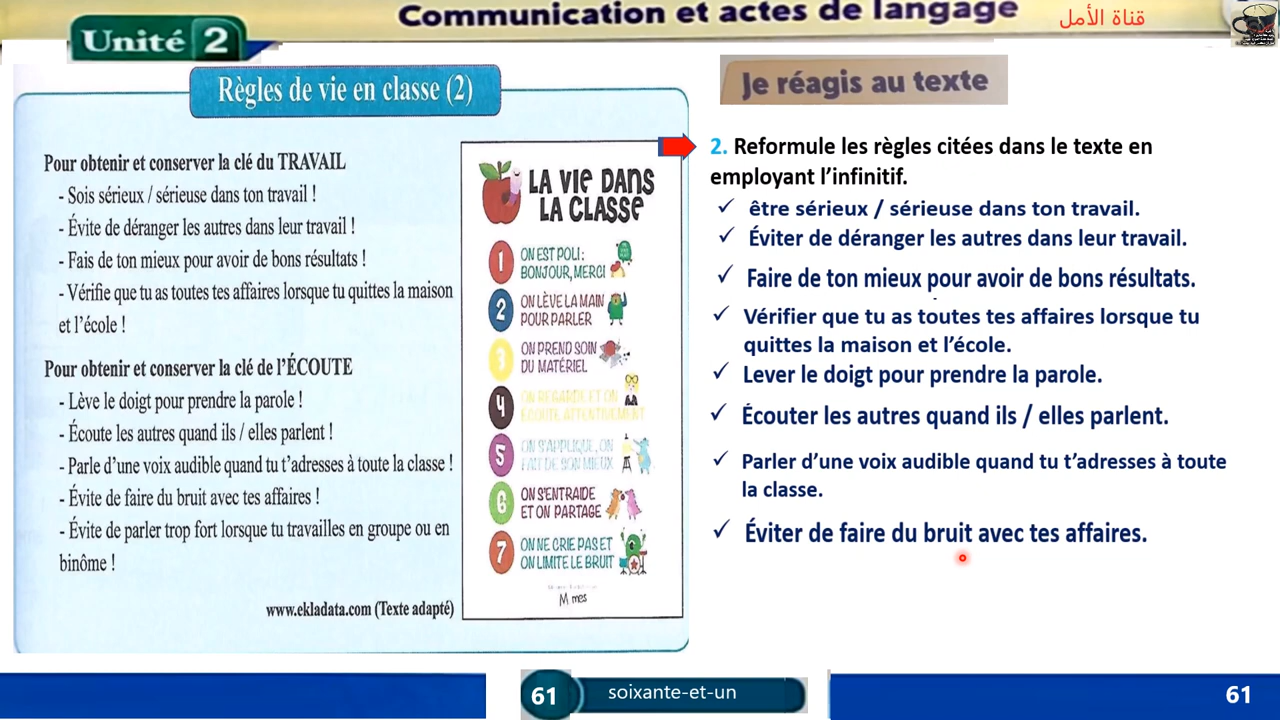 Communication et actes de langage
قناة الأمل
Unité 2
Règles de vie en classe (2)
Pour obtenir et conserver la clé du TRAVAIL
- Sois sérieux / sérieuse dans ton travail !
- Évite de déranger les autres dans leur travail !
- Fais de ton mieux pour avoir de bons résultats !
- Vérifie que tu as toutes tes affaires lorsque tu quittes la maison
et l'école !
Pour obtenir et conserver la clé de l'ÉCOUTE
- Lève le doigt pour prendre la parole !
- Écoute les autres quand ils / elles parlent !
- Parle d'une voix audible quand tu t'adresses à toute la classe !
- Évite de faire du bruit avec tes affaires !
- Évite de parler trop fort lorsque tu travailles en groupe ou en
binôme !
www.ekladata.com (Texte adapté)
LA VIE DANS
LA CLASSE
1 ON EST POLI :
BONJOUR, MERCI
2 ON LÈVE LA MAIN
POUR PARLER
3 ON PREND SOIN
DU MATÉRIEL
4 ON REGARDE ET ON
ÉCOUTE ATTENTIVEMENT
5 ON S'APPLIQUE, ON
FAIT DE SON MIEUX
6 ON S'ENTRAIDE
ET ON PARTAGE
7 ON NE CRIE PAS ET
ON LIMITE LE BRUIT
M mes
Je réagis au texte
2. Reformule les règles citées dans le texte en
employant l'infinitif.
✓ être sérieux / sérieuse dans ton travail.
✓ Éviter de déranger les autres dans leur travail.
✓ Faire de ton mieux pour avoir de bons résultats.
✓ Vérifier que tu as toutes tes affaires lorsque tu
quittes la maison et l'école.
✓ Lever le doigt pour prendre la parole.
✓ Écouter les autres quand ils / elles parlent.
✓ Parler d'une voix audible quand tu t'adresses à toute
la classe.
✓ Éviter de faire du bruit avec tes affaires.
61 soixante-et-un
61